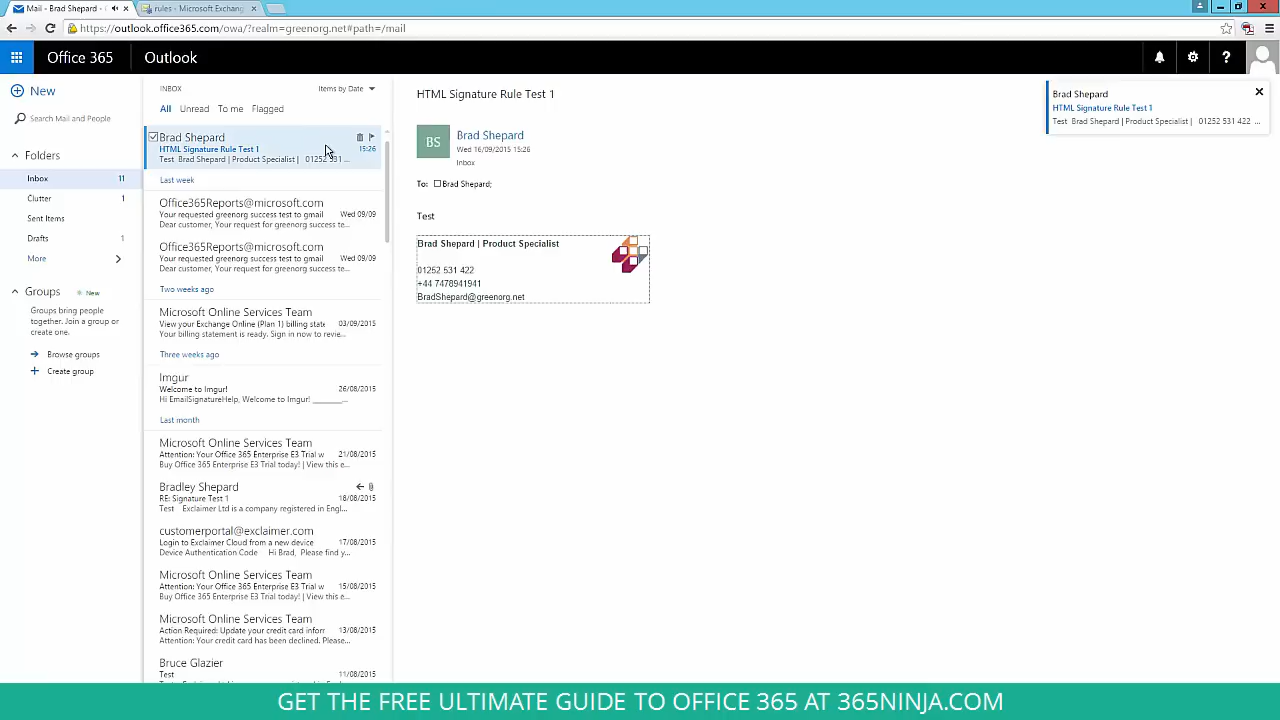 Mail - Brad Shepard - O
rules - Microsoft Exchang
https://outlook.office365.com/owa/?realm=greenorg.net#path=/mail
Office 365
Outlook
?
New
Search Mail and People
Folders
Inbox 11
Clutter 1
Sent Items
Drafts 1
More
Groups New
Groups bring people
together. Join a group or
create one.
Browse groups
Create group
INBOX Items by Date
All Unread To me Flagged
Brad Shepard
HTML Signature Rule Test 1 15:26
Test Brad Shepard | Product Specialist | 01252 531 ...
Last week
Office365Reports@microsoft.com
Your requested greenorg success test to gmail Wed 09/09
Dear customer, Your request for greenorg success te...
Office365Reports@microsoft.com
Your requested greenorg success test to gmail Wed 09/09
Dear customer, Your request for greenorg success te...
Two weeks ago
Microsoft Online Services Team
View your Exchange Online (Plan 1) billing state 03/09/2015
Your billing statement is ready. Sign in now to revie...
Three weeks ago
Imgur
Welcome to Imgur! 26/08/2015
Hi EmailSignatureHelp, Welcome to Imgur! ______...
Last month
Microsoft Online Services Team
Attention: Your Office 365 Enterprise E3 Trial w 21/08/2015
Buy Office 365 Enterprise E3 Trial today! | View this e...
Bradley Shepard
RE: Signature Test 1 18/08/2015
Test Exclaimer Ltd is a company registered in Engl...
customerportal@exclaimer.com
Login to Exclaimer Cloud from a new device 17/08/2015
Device Authentication Code Hi Brad, Please find y...
Microsoft Online Services Team
Attention: Your Office 365 Enterprise E3 Trial w 15/08/2015
Buy Office 365 Enterprise E3 Trial today! | View this e...
Microsoft Online Services Team
Action Required: Update your credit card inforr 13/08/2015
Attention: Your credit card has been declined. Please...
Bruce Glazier
Test 11/08/2015
HTML Signature Rule Test 1
BS
Brad Shepard
Wed 16/09/2015 15:26
Inbox
To: Brad Shepard;
Test
Brad Shepard | Product Specialist
01252 531 422
+44 7478941941
BradShepard@greenorg.net
Brad Shepard
HTML Signature Rule Test 1
Test Brad Shepard | Product Specialist | 01252 531 422 ...
GET THE FREE ULTIMATE GUIDE TO OFFICE 365 AT 365NINJA.COM